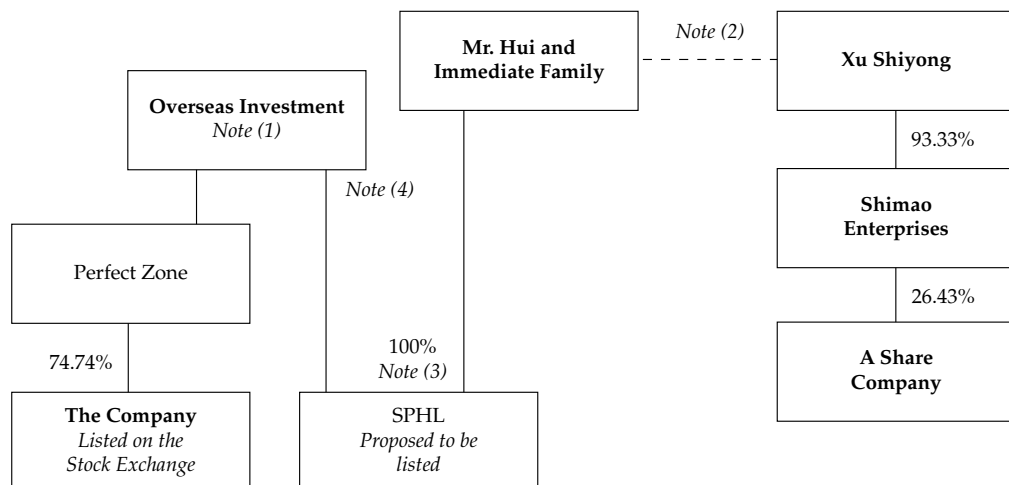 Mr. Hui and
Immediate Family
Note (2)
Xu Shiyong
Overseas Investment
Note (1)
93.33%
Note (4)
Shimao
Enterprises
Perfect Zone
26.43%
74.74%
100%
Note (3)
A Share
Company
The Company
Listed on the
Stock Exchange
SPHL
Proposed to be
listed